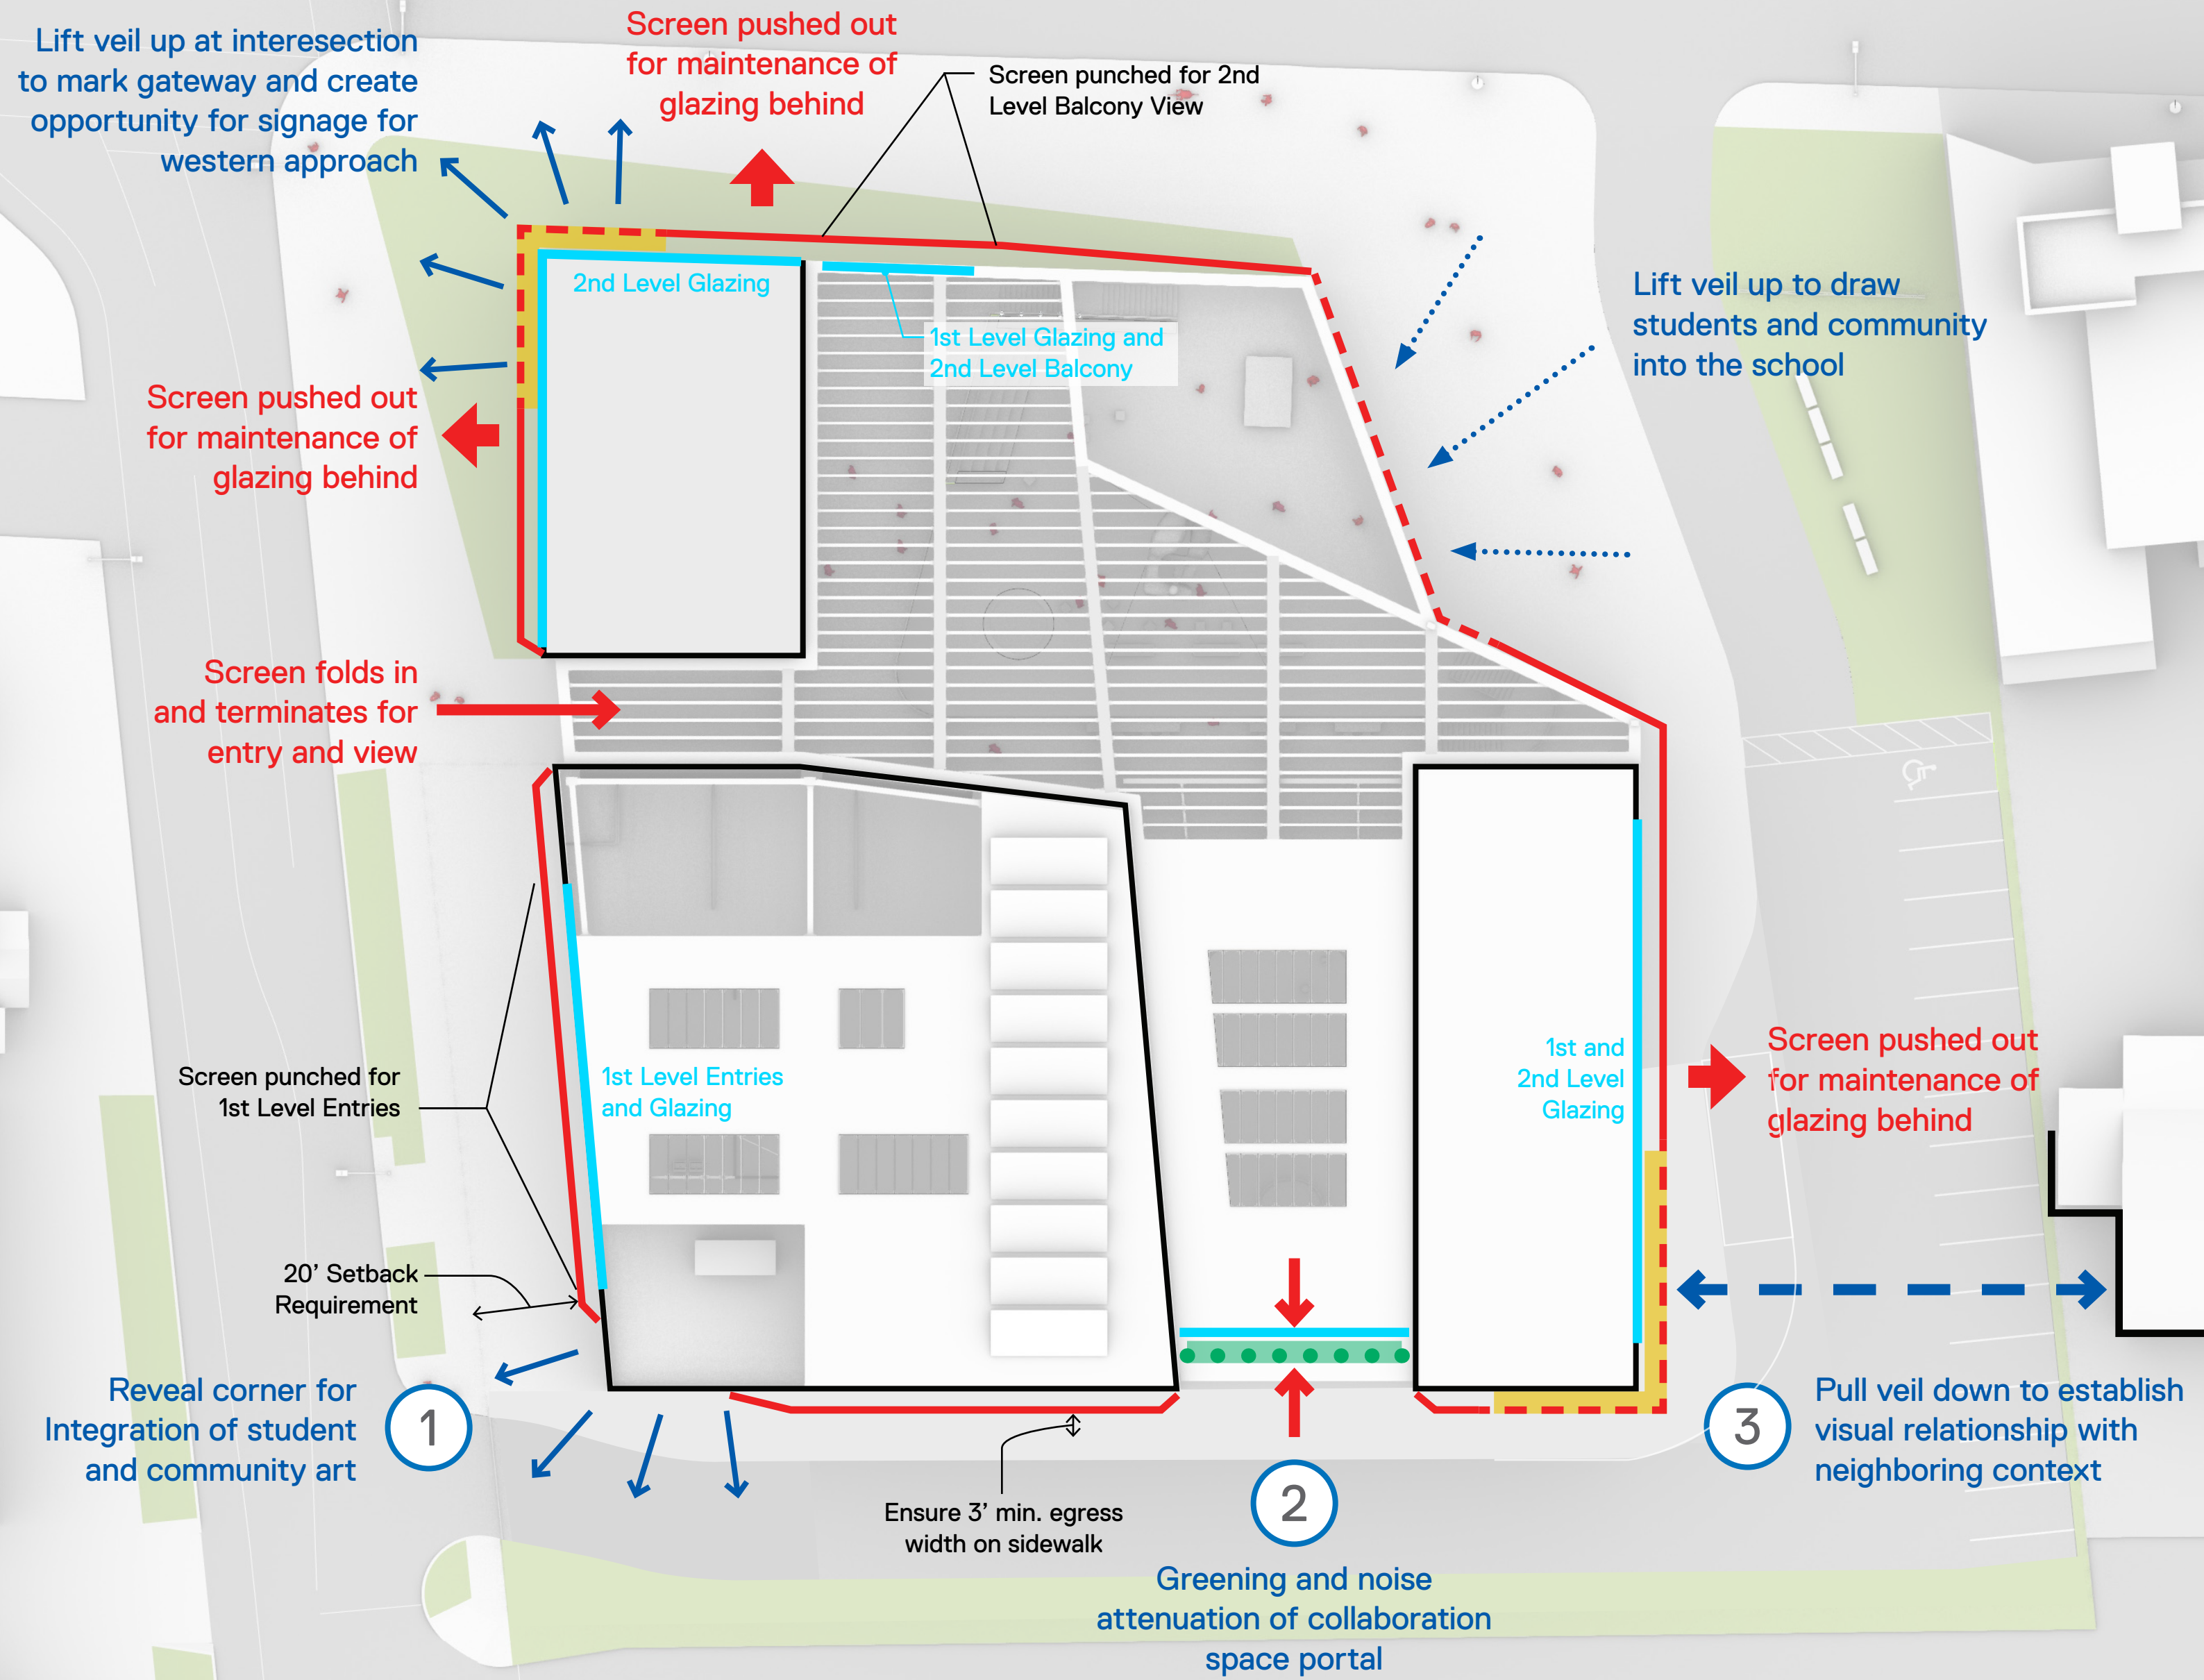 Lift veil up at interesection
to mark gateway and create
opportunity for signage for
western approach
Screen pushed out
for maintenance of
glazing behind
Screen punched for 2nd
Level Balcony View
2nd Level Glazing
1st Level Glazing and
2nd Level Balcony
Lift veil up to draw
students and community
into the school
Screen pushed out
for maintenance of
glazing behind
Screen folds in
and terminates for
entry and view
Screen punched for
1st Level Entries
1st Level Entries
and Glazing
1st and
2nd Level
Glazing
Screen pushed out
for maintenance of
glazing behind
20’ Setback
Requirement
Reveal corner for
Integration of student
and community art
1
Ensure 3’ min. egress
width on sidewalk
2
Greening and noise
attenuation of collaboration
space portal
3
Pull veil down to establish
visual relationship with
neighboring context